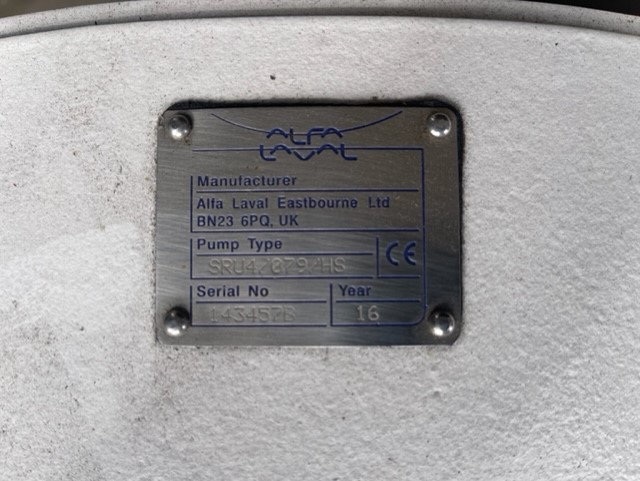 ALFA
LAVAL
Manufacturer
Alfa Laval Eastbourne Ltd
BN23 6PQ, UK
Pump Type
SRU4/079/HS
CE
Serial No
143457B
Year
16